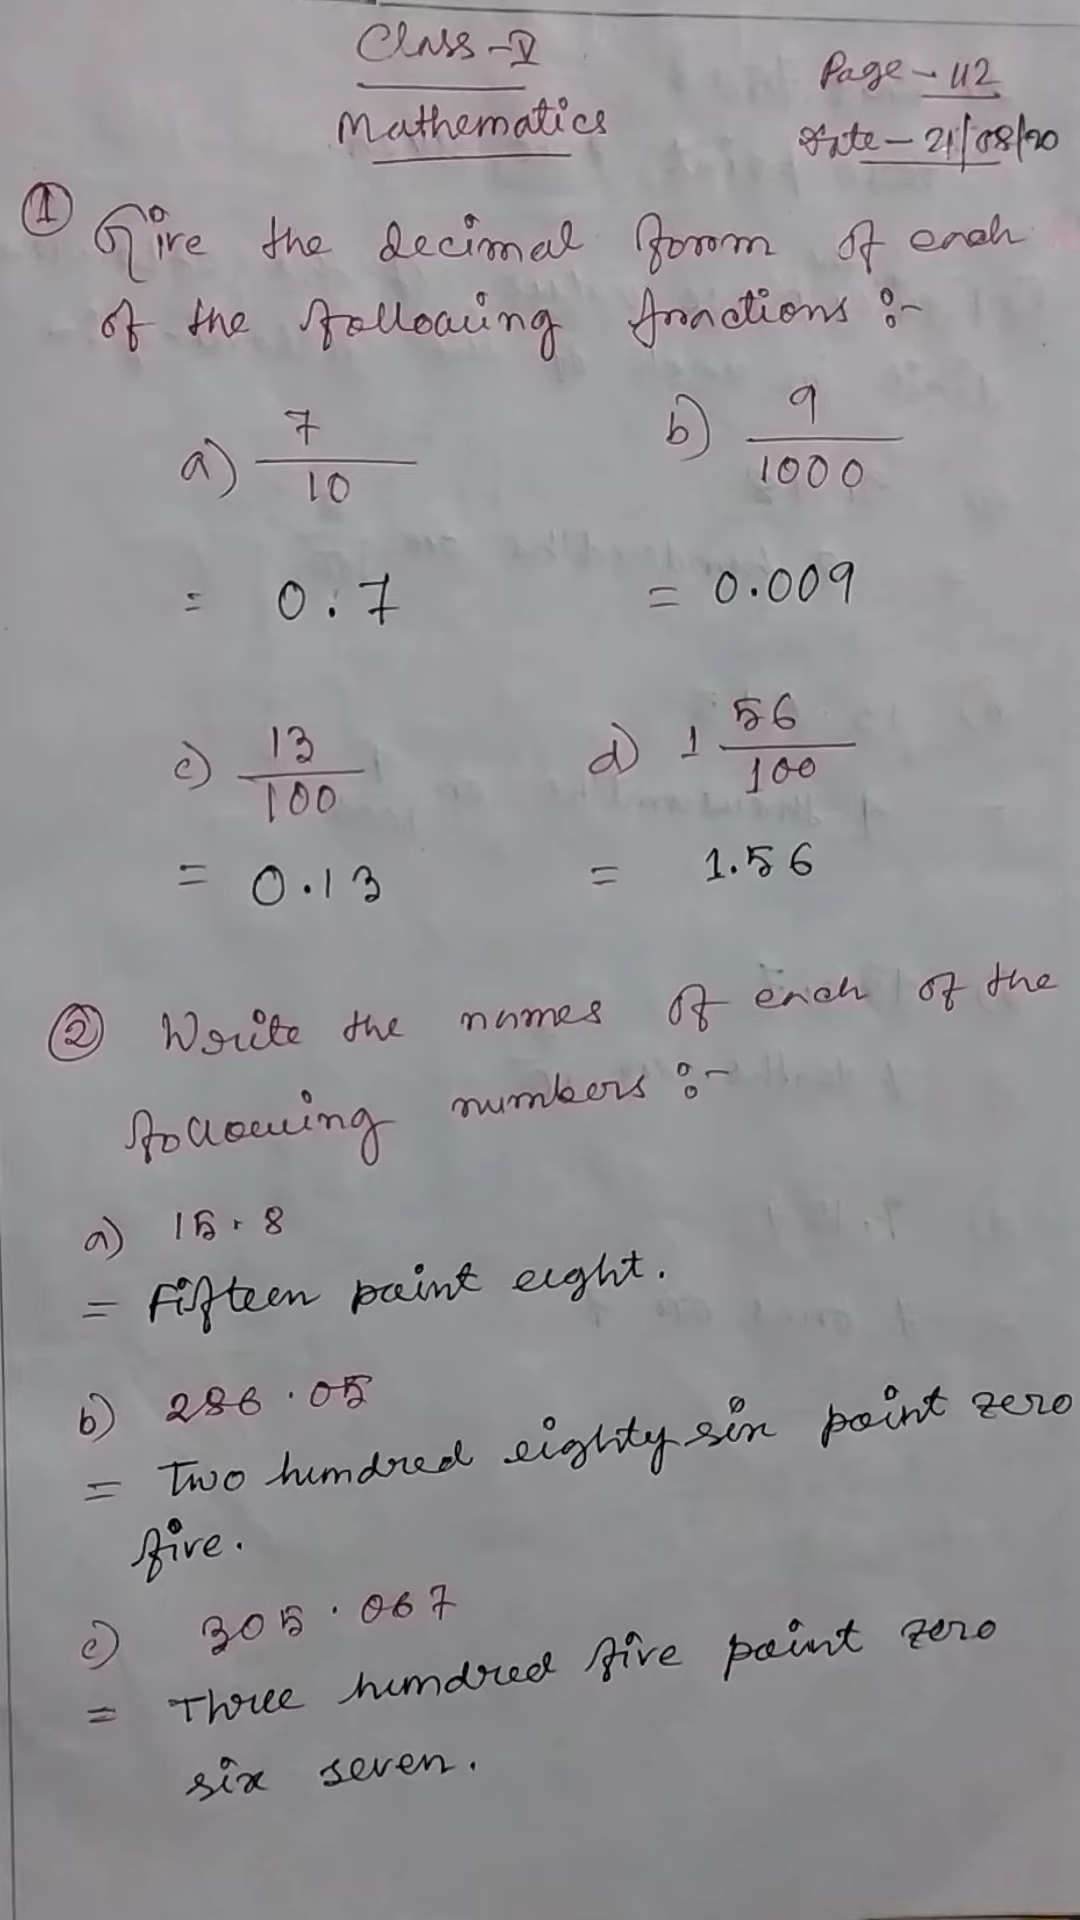 Class - V
Mathematics
Page - 112
Date - 21/08/20
① Give the decimal form of each
of the following fractions :-
a) 7/10
b) 9/1000
= 0.7
= 0.009
c) 13/100
d) 1 56/100
= 0.13
= 1.56
② Write the names of each of the
following numbers :-
a) 15.8
= Fifteen point eight.
b) 286.05
= Two hundred eighty six point zero
five.
c) 305.067
= Three hundred five point zero
six seven.